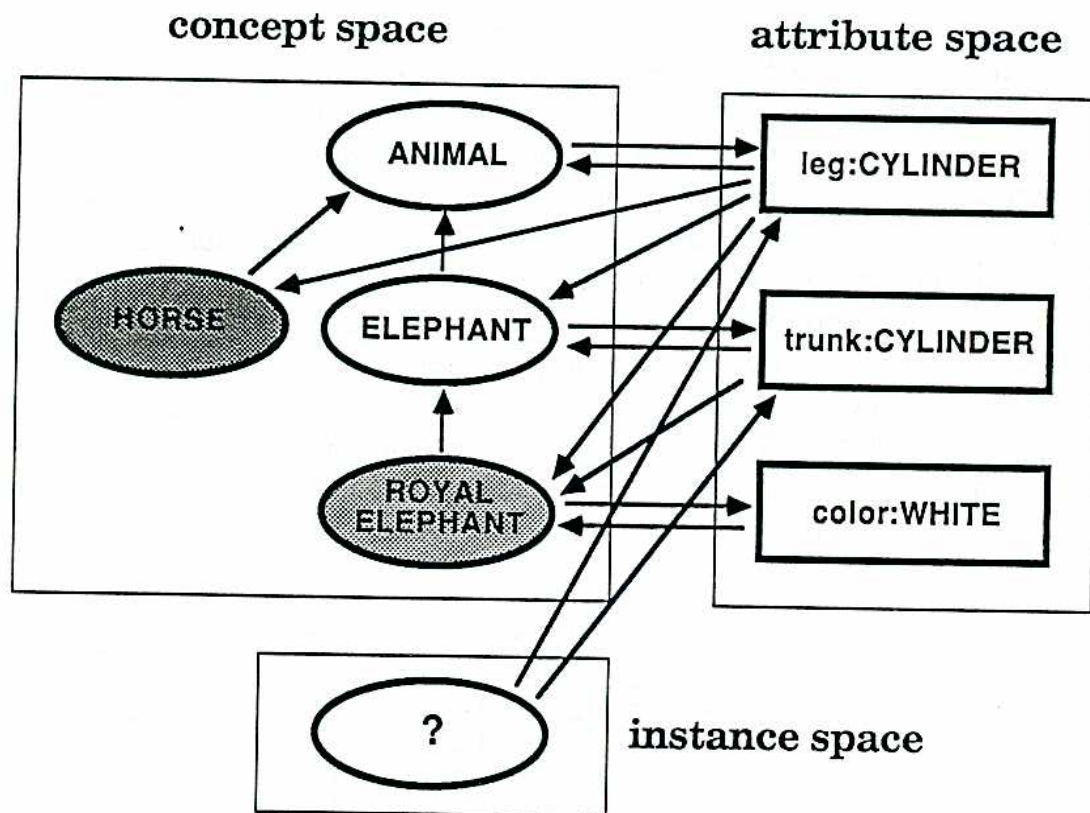 concept space
attribute space
ANIMAL
leg:CYLINDER
HORSE
ELEPHANT
trunk:CYLINDER
ROYAL
ELEPHANT
color:WHITE
?
instance space